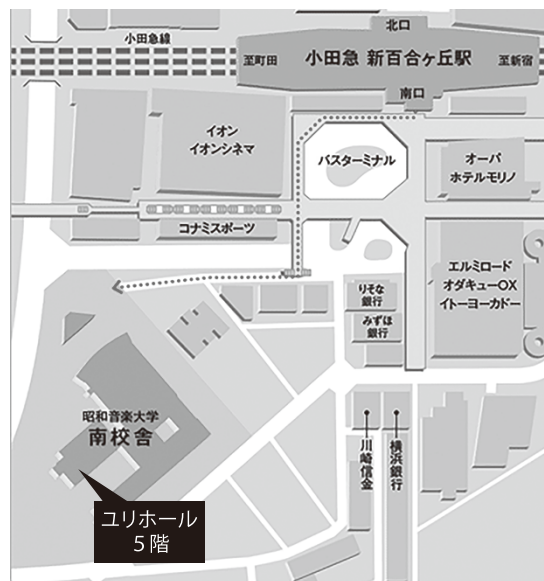 北口
小田急線
至町田
小田急 新百合ヶ丘駅
至新宿
南口
イオン
イオンシネマ
バスターミナル
オーパ
ホテルモリノ
コナミスポーツ
エルミロード
オダキューOX
イトーヨーカドー
りそな
銀行
みずほ
銀行
昭和音楽大学
南校舎
川崎信金
横浜銀行
ユリホール
5階